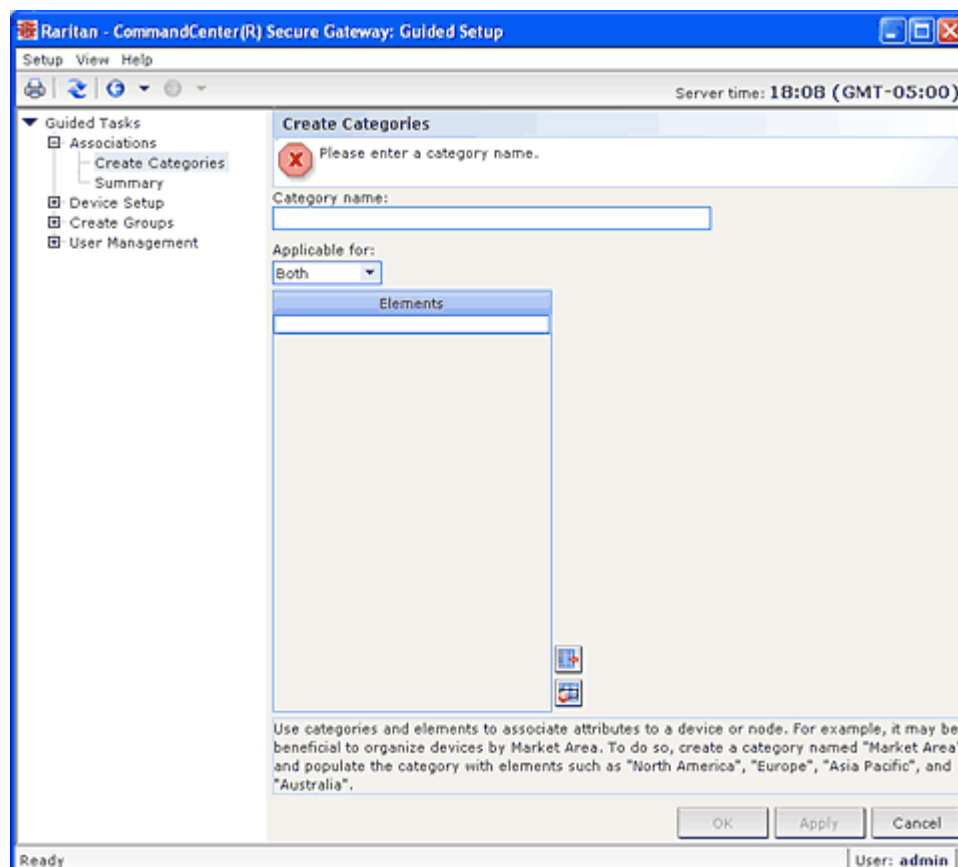 Raritan - CommandCenter(R) Secure Gateway: Guided Setup
Setup View Help
Server time: 18:08 (GMT-05:00)
Guided Tasks
Associations
Create Categories
Summary
Device Setup
Create Groups
User Management
Create Categories
Please enter a category name.
Category name:
Applicable for:
Both
Elements
Use categories and elements to associate attributes to a device or node. For example, it may be
beneficial to organize devices by Market Area. To do so, create a category named "Market Area"
and populate the category with elements such as "North America", "Europe", "Asia Pacific", and
"Australia".
OK Apply Cancel
Ready
User: admin